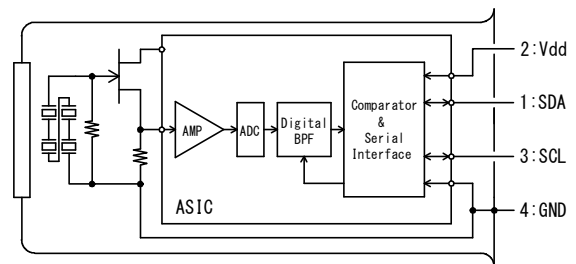 2:Vdd
1:SDA
3:SCL
4:GND
AMP
ADC
Digital
BPF
Comparator
&
Serial
Interface
ASIC